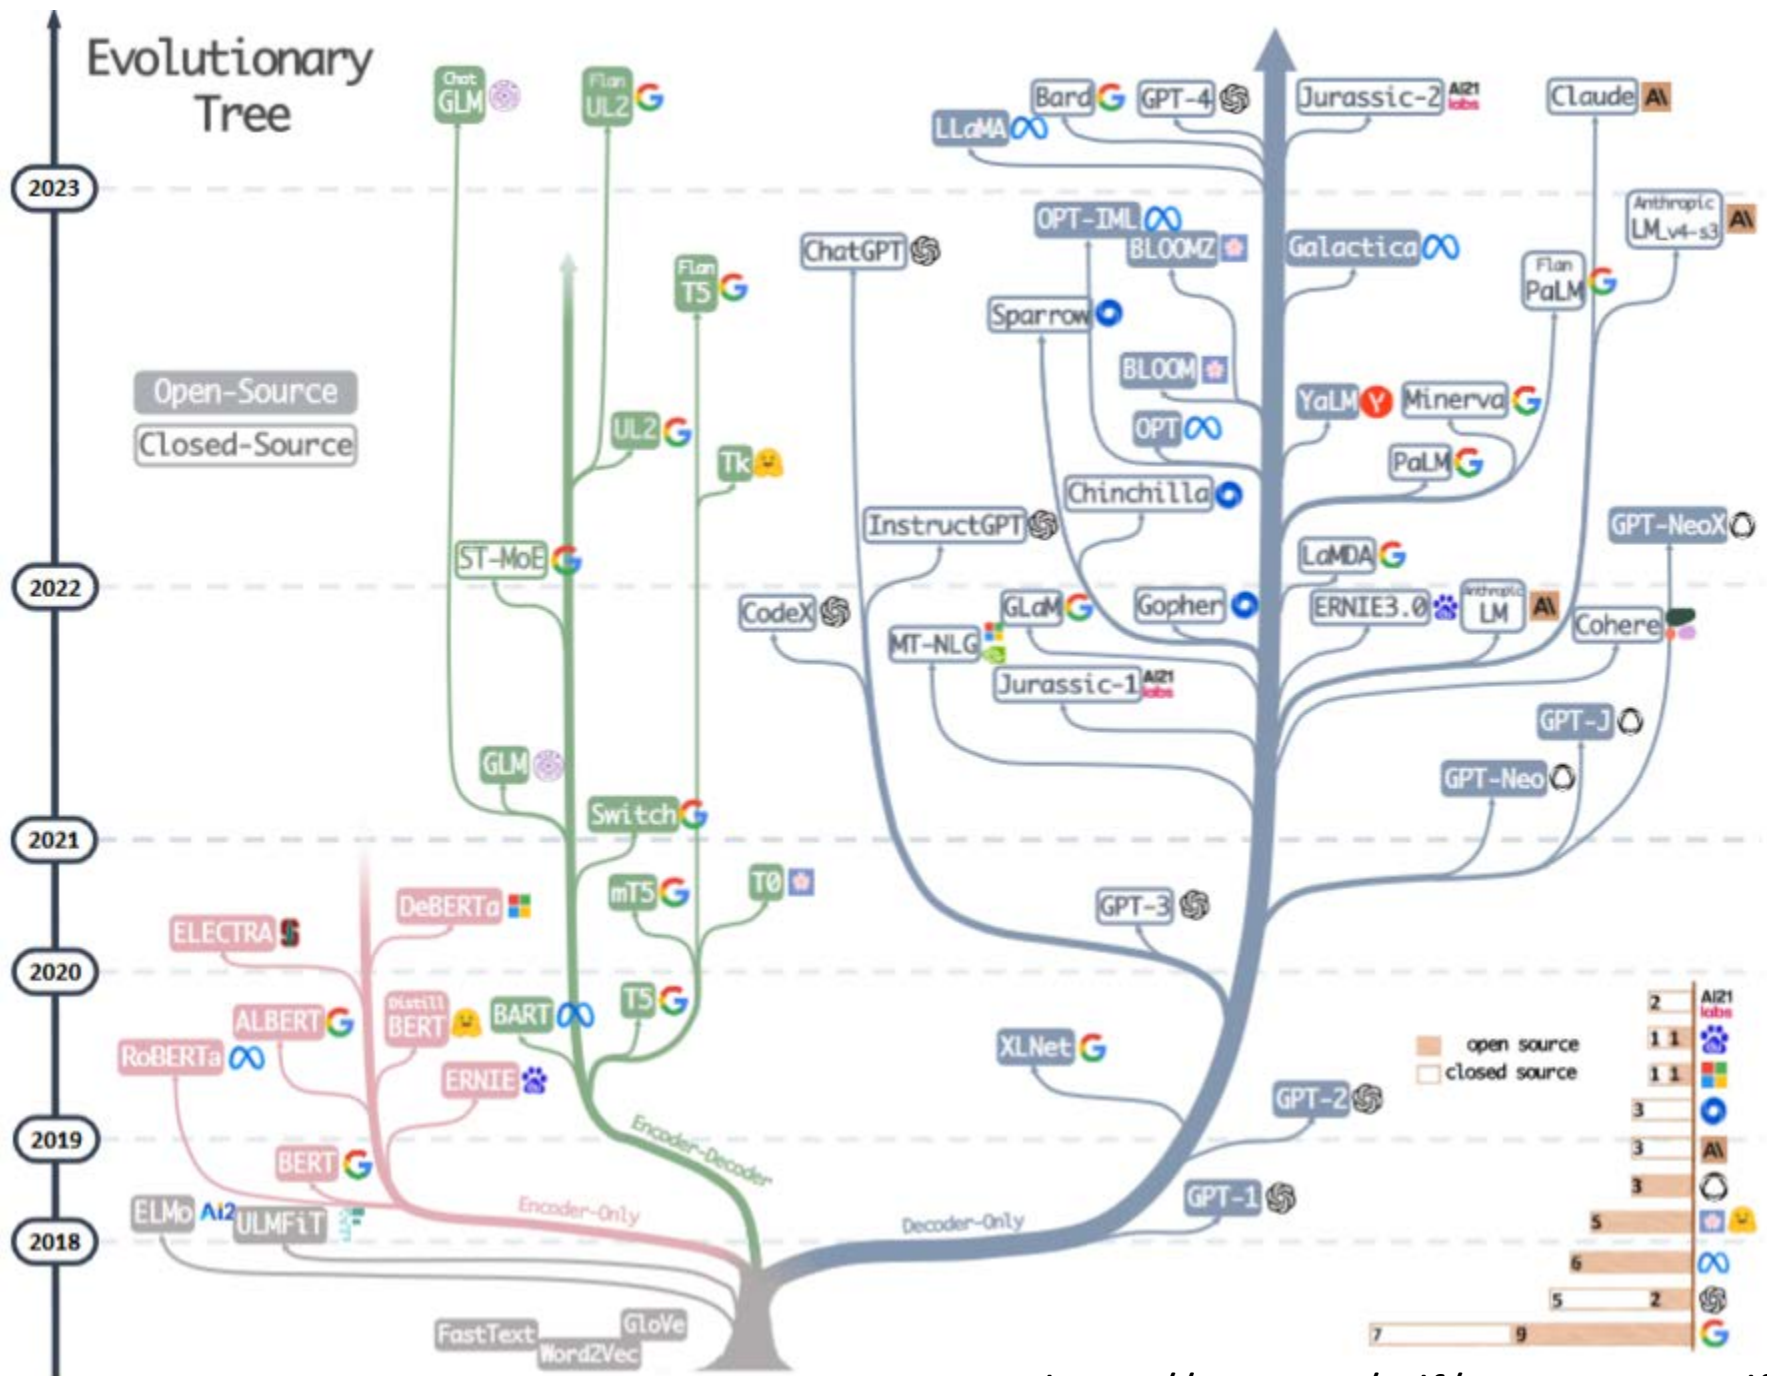 Evolutionary
Tree
Chat
GLM
Flan
UL2
Bard
GPT-4
Jurassic-2
AI21
labs
Claude
A\
LLaMA
2023
OPT-IML
Anthropic
LM_v4-s3
A\
ChatGPT
BLOOMZ
Galactica
Flan
T5
Flan
PaLM
Sparrow
Open-Source
BLOOM
YaLM
Minerva
Closed-Source
UL2
OPT
Tk
PaLM
Chinchilla
InstructGPT
GPT-NeoX
ST-MoE
LaMDA
2022
CodeX
GLaM
Gopher
ERNIE3.0
Anthropic
LM
A\
Cohere
MT-NLG
Jurassic-1
AI21
labs
GPT-J
GLM
GPT-Neo
Switch
2021
mT5
T0
DeBERTa
GPT-3
ELECTRA
S
2020
T5
BART
Distill
BERT
ALBERT
RoBERTa
XLNet
ERNIE
GPT-2
2019
Encoder-Decoder
BERT
GPT-1
ELMo
AI2
ULMFiT
Encoder-Only
Decoder-Only
2018
FastText
GloVe
Word2Vec
open source
closed source
2
AI21
labs
1 1
1 1
3
3
A\
3
5
6
5 2
7 9